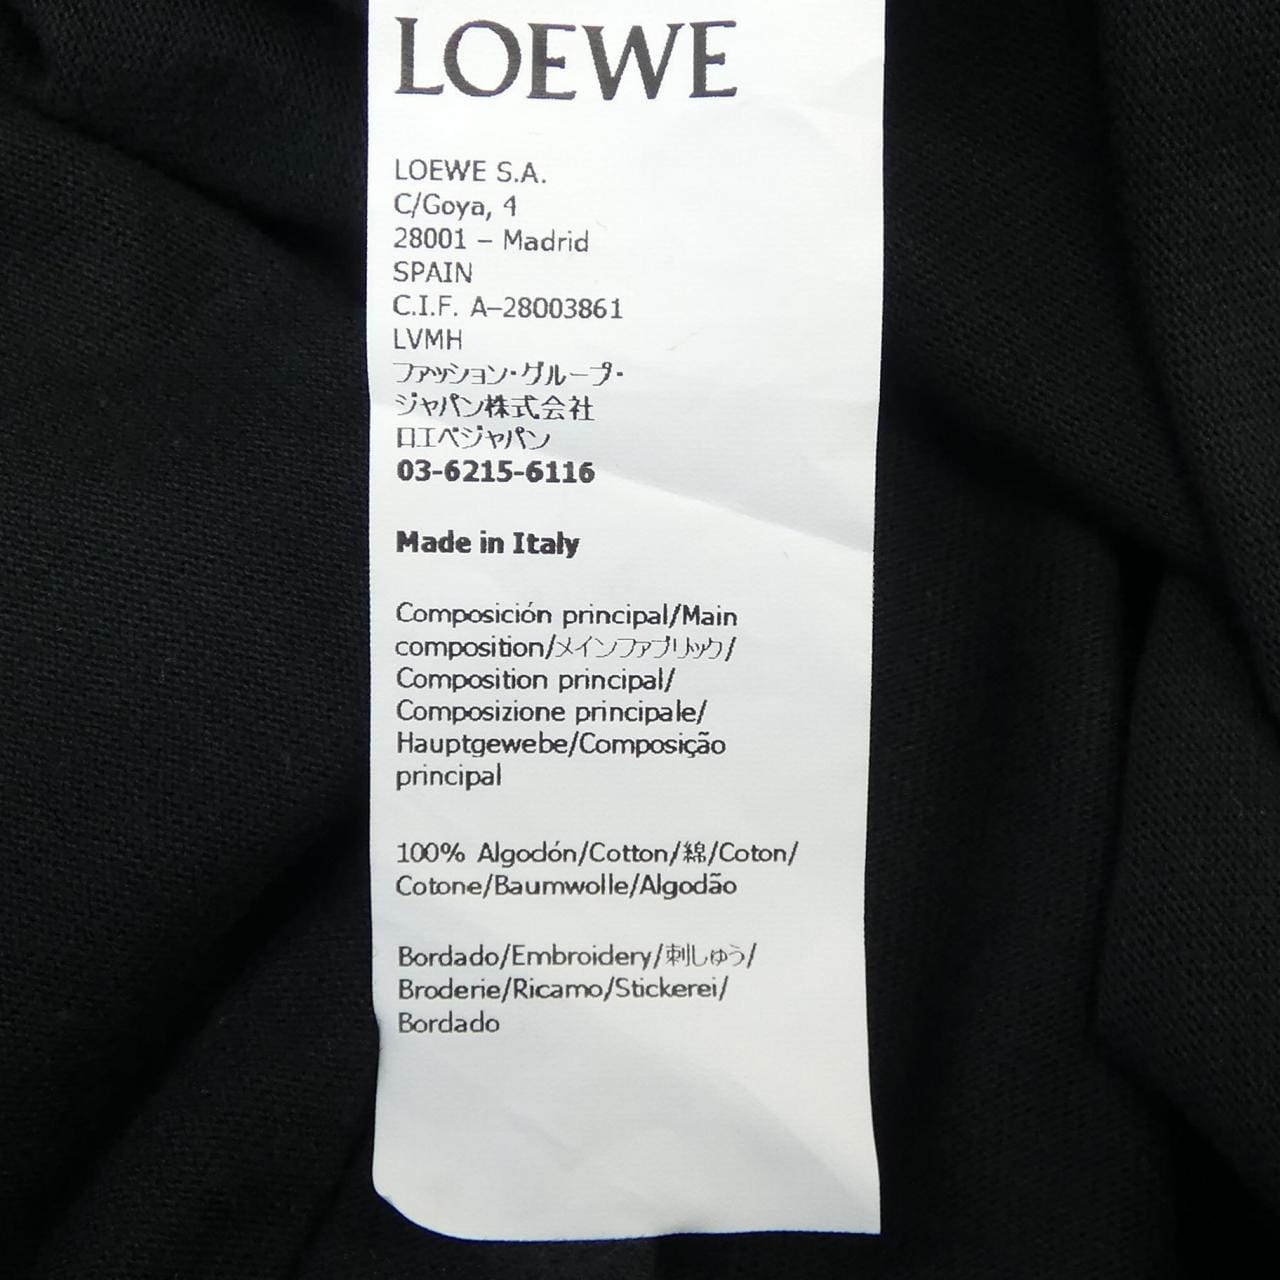 LOEWE
LOEWE S.A.
C/Goya, 4
28001 – Madrid
SPAIN
C.I.F. A–28003861
LVMH
ファッション・グループ・
ジャパン株式会社
ロエベジャパン
03-6215-6116
Made in Italy
Composición principal/Main
composition/メインファブリック/
Composition principal/
Composizione principale/
Hauptgewebe/Composição
principal
100% Algodón/Cotton/綿/Coton/
Cotone/Baumwolle/Algodão
Bordado/Embroidery/刺しゅう/
Broderie/Ricamo/Stickerei/
Bordado